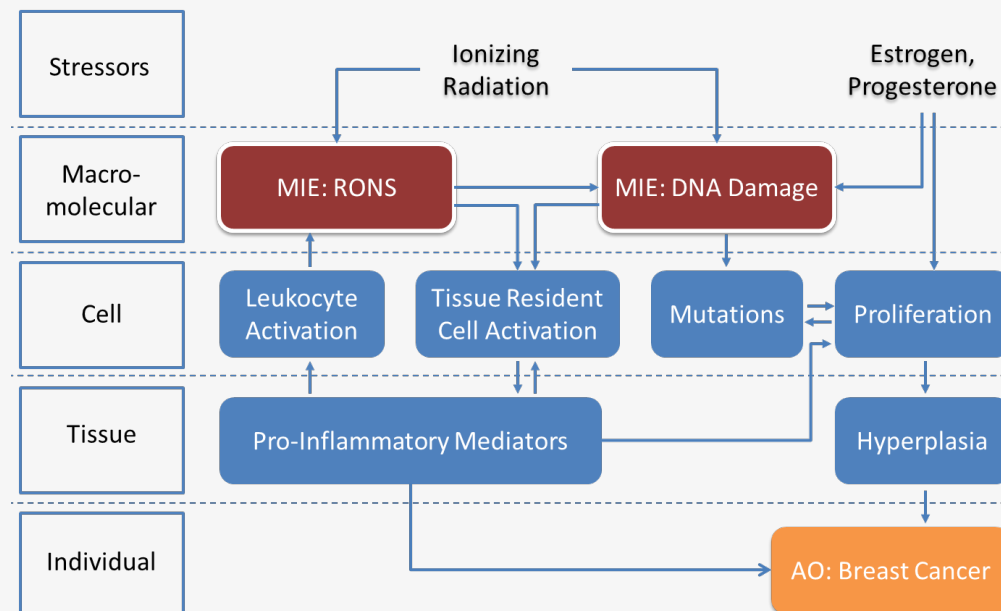 Stressors
Ionizing
Radiation
Estrogen,
Progesterone
Macro-
molecular
MIE: RONS
MIE: DNA Damage
Cell
Leukocyte
Activation
Tissue Resident
Cell Activation
Mutations
Proliferation
Tissue
Pro-Inflammatory Mediators
Hyperplasia
Individual
AO: Breast Cancer